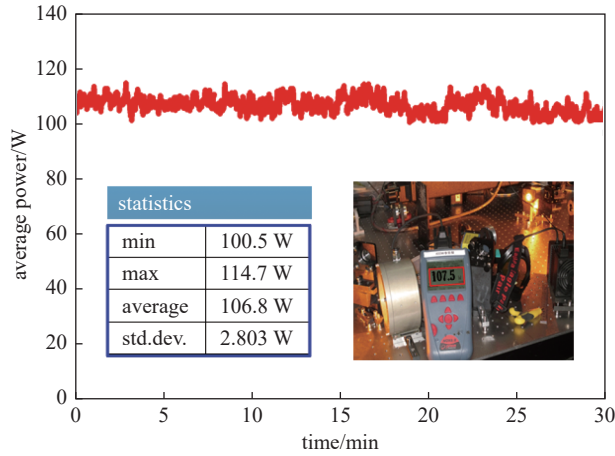 140
120
100
80
60
40
20
0
average power/W
statistics
min 100.5 W
max 114.7 W
average 106.8 W
std.dev. 2.803 W
107.5
0 5 10 15 20 25 30
time/min